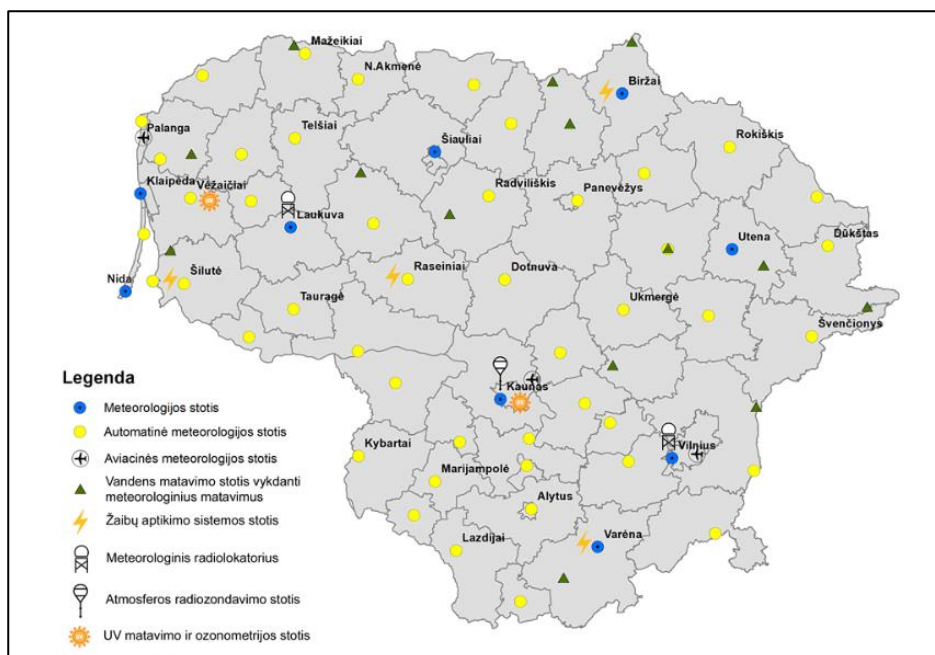 Mažeikiai
N.Akmenė
Biržai
Palanga
Telšiai
Šiauliai
Rokiškis
Klaipėda
Vėžaičiai
Radviliškis
Panevėžys
Laukuva
Utena
Dūkštas
Nida
Šilutė
Raseiniai
Dotnuva
Tauragė
Ukmergė
Švenčionys
Kaunas
Kybartai
Vilnius
Marijampolė
Alytus
Lazdijai
Varėna
Legenda
Meteorologijos stotis
Automatinė meteorologijos stotis
Aviacinės meteorologijos stotis
Vandens matavimo stotis vykdanti
meteorologinius matavimus
Žaibų aptikimo sistemos stotis
Meteorologinis radiolokatorius
Atmosferos radiozondavimo stotis
UV matavimo ir ozonometrijos stotis